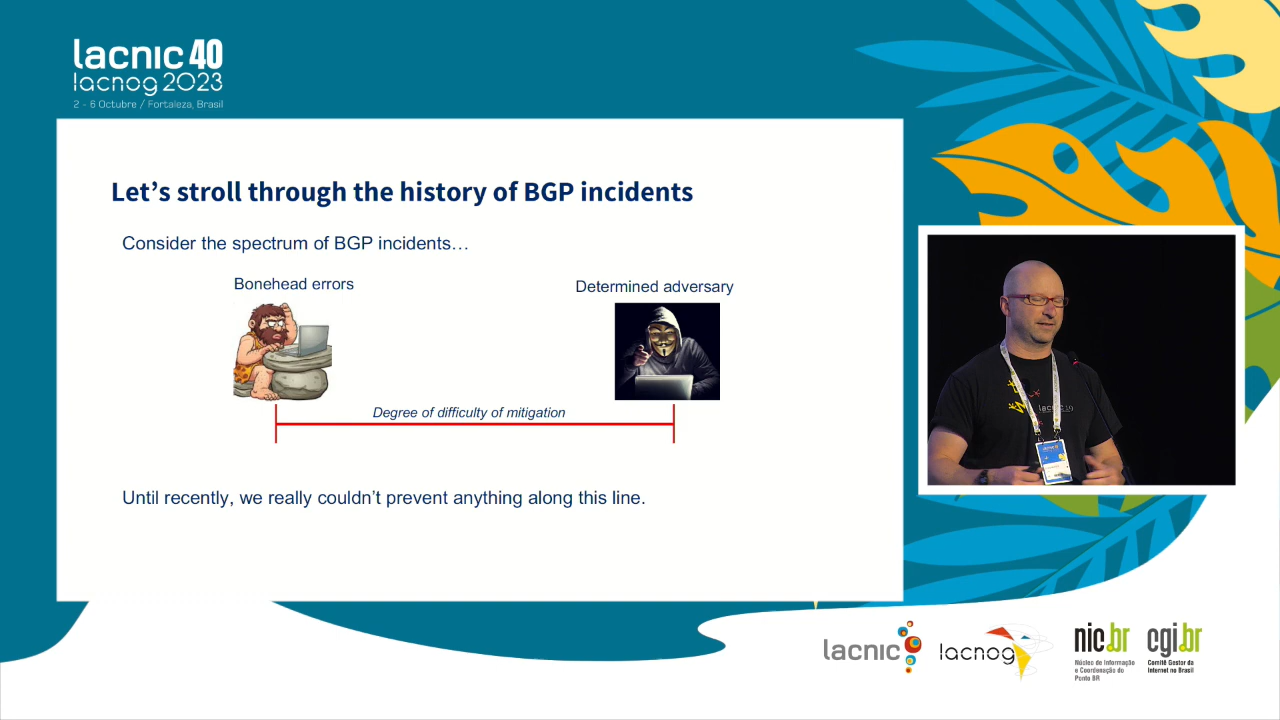 lacnic 40
lacnog 2023
2 - 6 Octubre / Fortaleza, Brasil
Let’s stroll through the history of BGP incidents
Consider the spectrum of BGP incidents…
Bonehead errors
Determined adversary
Degree of difficulty of mitigation
Until recently, we really couldn’t prevent anything along this line.
lacnic
lacnog
nic.br
Núcleo de Informação
e Coordenação do
Ponto BR
cgi.br
Comitê Gestor da
Internet no Brasil